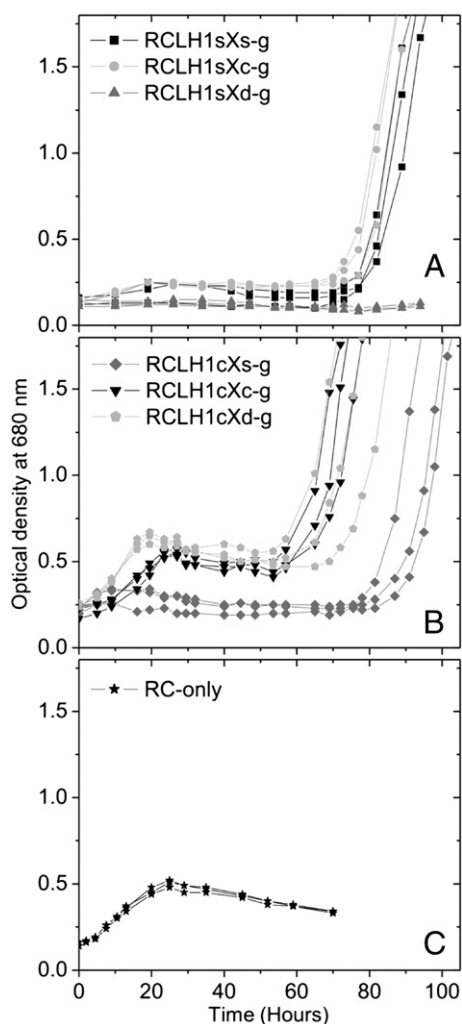 RCLH1sXs-g
RCLH1sXc-g
RCLH1sXd-g
1.5
1.0
0.5
0.0
A
RCLH1cXs-g
RCLH1cXc-g
RCLH1cXd-g
1.5
1.0
0.5
0.0
B
Optical density at 680 nm
RC-only
1.5
1.0
0.5
0.0
C
0 20 40 60 80 100
Time (Hours)